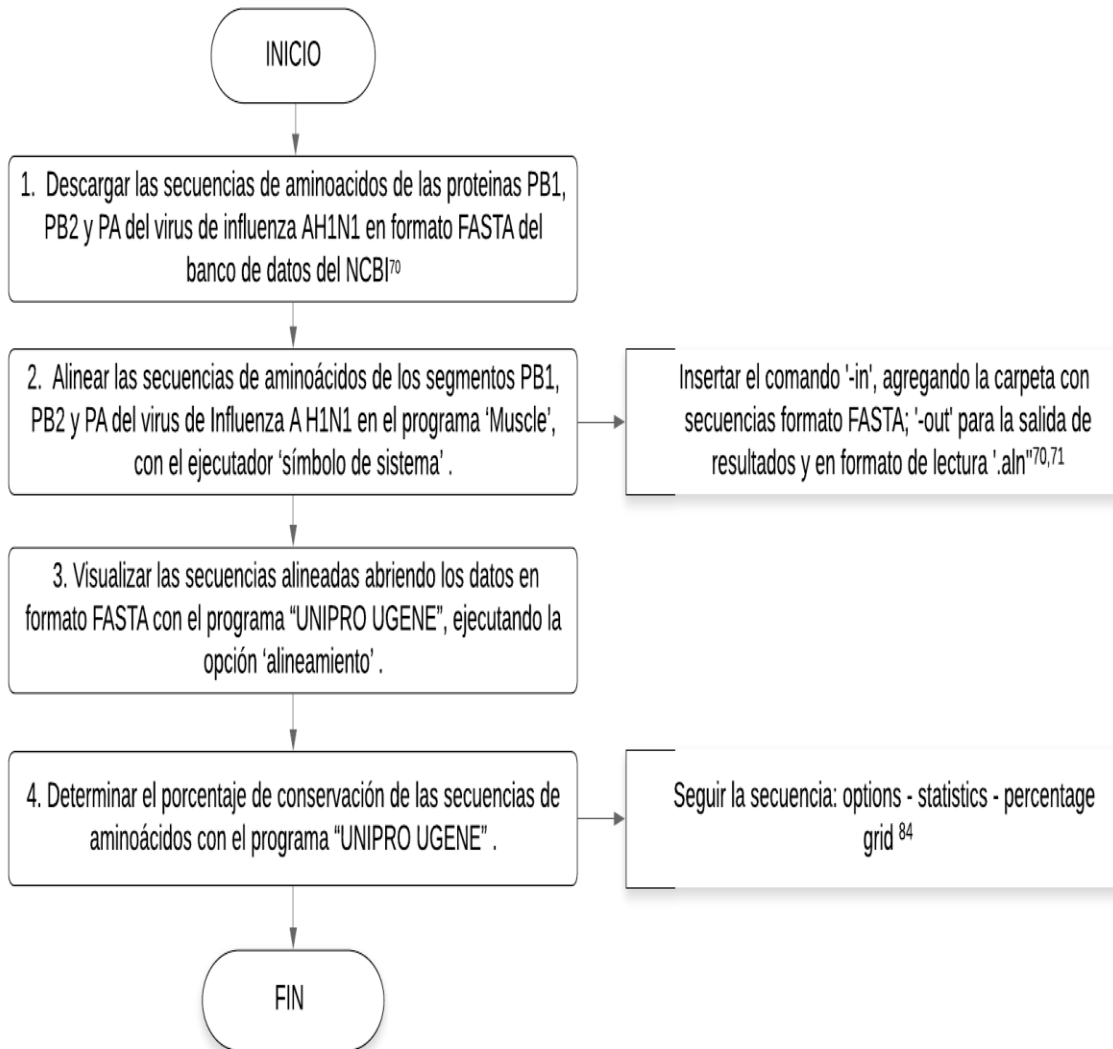 INICIO
1. Descargar las secuencias de aminoacidos de las proteinas PB1,
PB2 y PA del virus de influenza AH1N1 en formato FASTA del
banco de datos del NCBI70
2. Alinear las secuencias de aminoácidos de los segmentos PB1,
PB2 y PA del virus de Influenza A H1N1 en el programa ‘Muscle’,
con el ejecutador ‘símbolo de sistema’ .
Insertar el comando '-in', agregando la carpeta con
secuencias formato FASTA; '-out' para la salida de
resultados y en formato de lectura '.aln"70,71
3. Visualizar las secuencias alineadas abriendo los datos en
formato FASTA con el programa “UNIPRO UGENE”, ejecutando la
opción ‘alineamiento’ .
4. Determinar el porcentaje de conservación de las secuencias de
aminoácidos con el programa “UNIPRO UGENE” .
Seguir la secuencia: options - statistics - percentage
grid 84
FIN